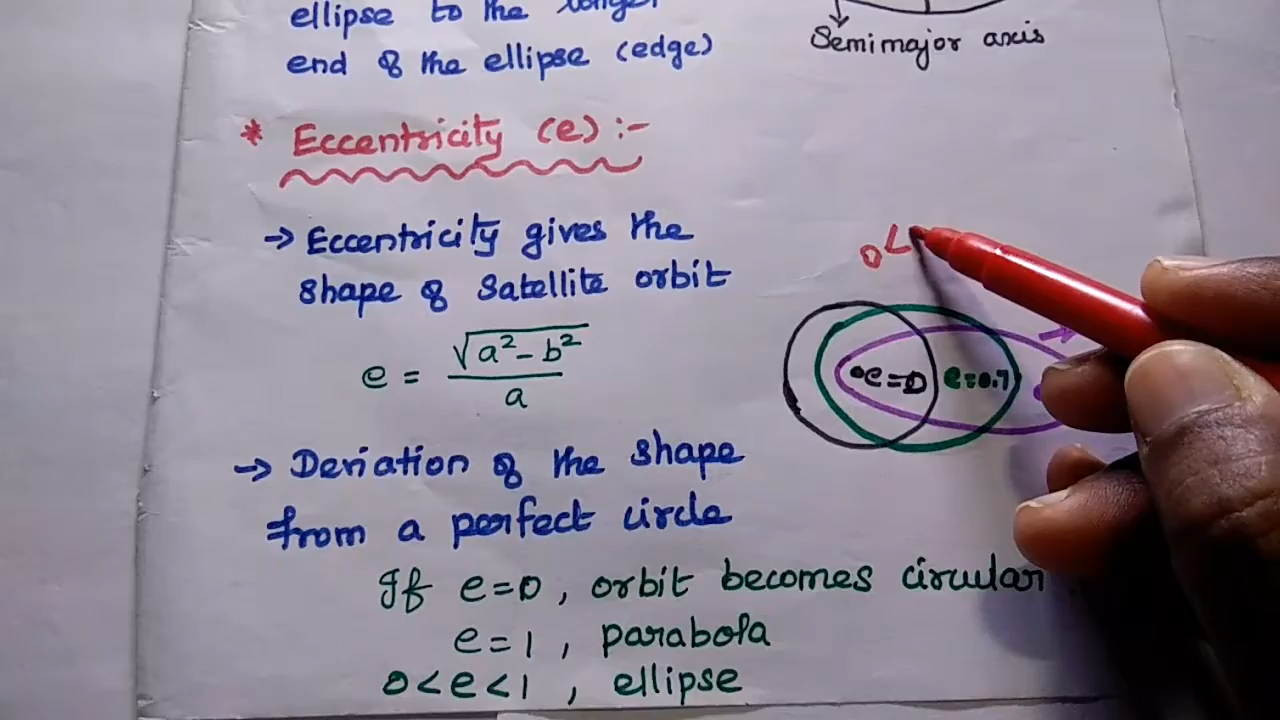 ellipse to the longer
end of the ellipse (edge)
Semimajor axis
* Eccentricity (e) :-
→ Eccentricity gives the
shape of satellite orbit
e = √a²-b² / a
0<
e=0 e=0.7
→ Deviation of the shape
from a perfect circle
If e=0, orbit becomes circular
e=1, parabola
0<e<1, ellipse